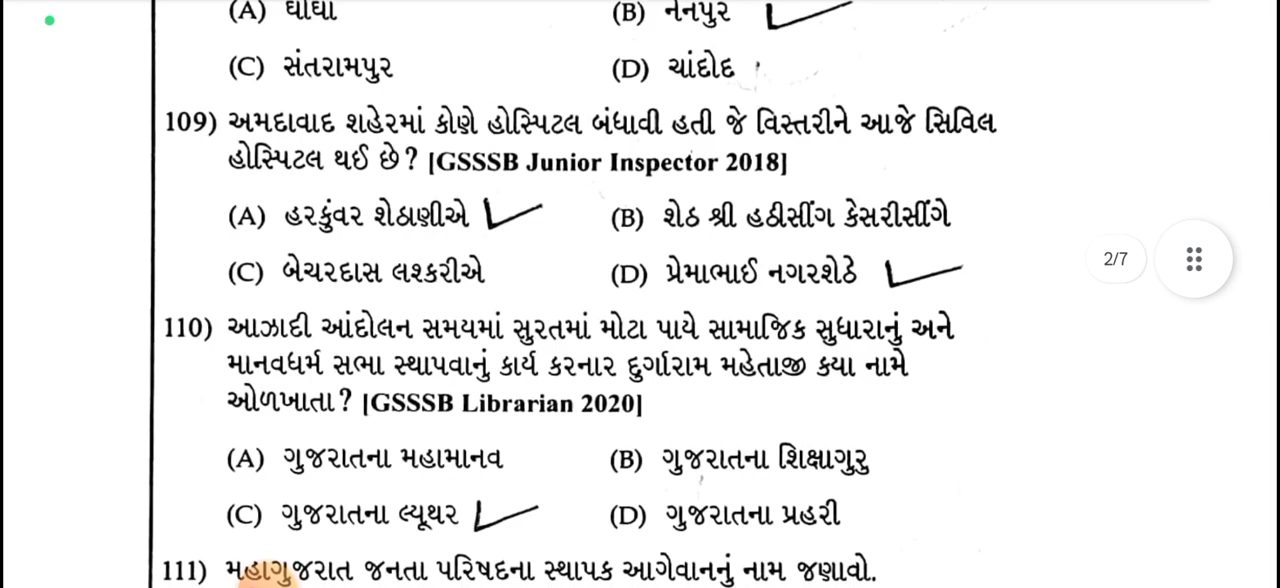 (A) ઘોઘા (B) નેનપુર
(C) સંતરામપુર (D) ચાંદોદ
109) અમદાવાદ શહેરમાં કોણે હોસ્પિટલ બંધાવી હતી જે વિસ્તરીને આજે સિવિલ
હોસ્પિટલ થઈ છે? [GSSSB Junior Inspector 2018]
(A) હરકુંવર શેઠાણીએ (B) શેઠ શ્રી હઠીસીંગ કેસરીસીંગે
(C) બેચરદાસ લશ્કરીએ (D) પ્રેમાભાઈ નગરશેઠે
2/7
110) આઝાદી આંદોલન સમયમાં સુરતમાં મોટા પાયે સામાજિક સુધારાનું અને
માનવધર્મ સભા સ્થાપવાનું કાર્ય કરનાર દુર્ગારામ મહેતાજી કયા નામે
ઓળખાતા? [GSSSB Librarian 2020]
(A) ગુજરાતના મહામાનવ (B) ગુજરાતના શિક્ષાગુરુ
(C) ગુજરાતના લ્યૂથર (D) ગુજરાતના પ્રહરી
111) મહાગુજરાત જનતા પરિષદના સ્થાપક આગેવાનનું નામ જણાવો.